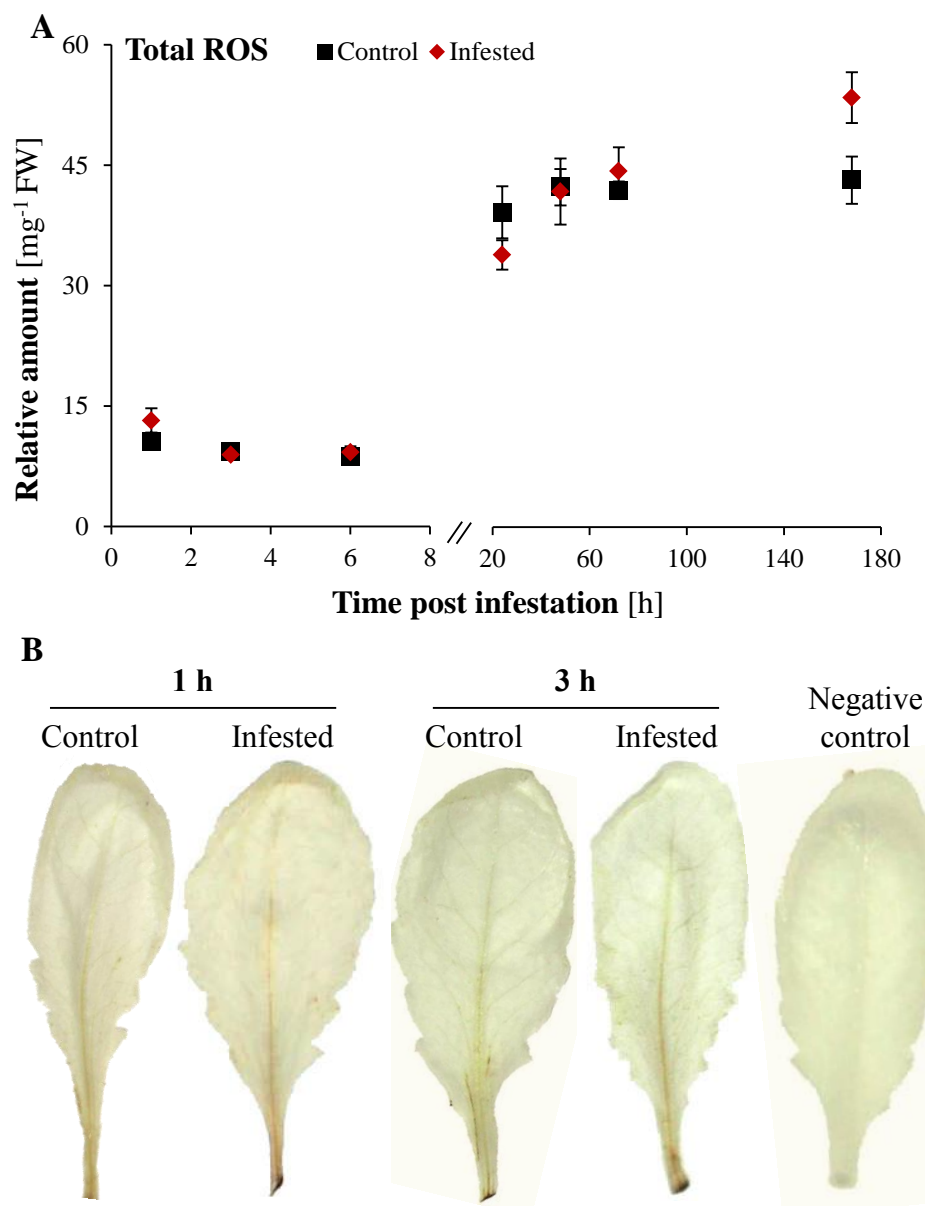 A
Total ROS
Control
Infested
Relative amount [mg⁻¹ FW]
60
45
30
15
0
0 2 4 6 8 // 20 60 100 140 180
Time post infestation [h]
B
1 h 3 h Negative control
Control Infested Control Infested